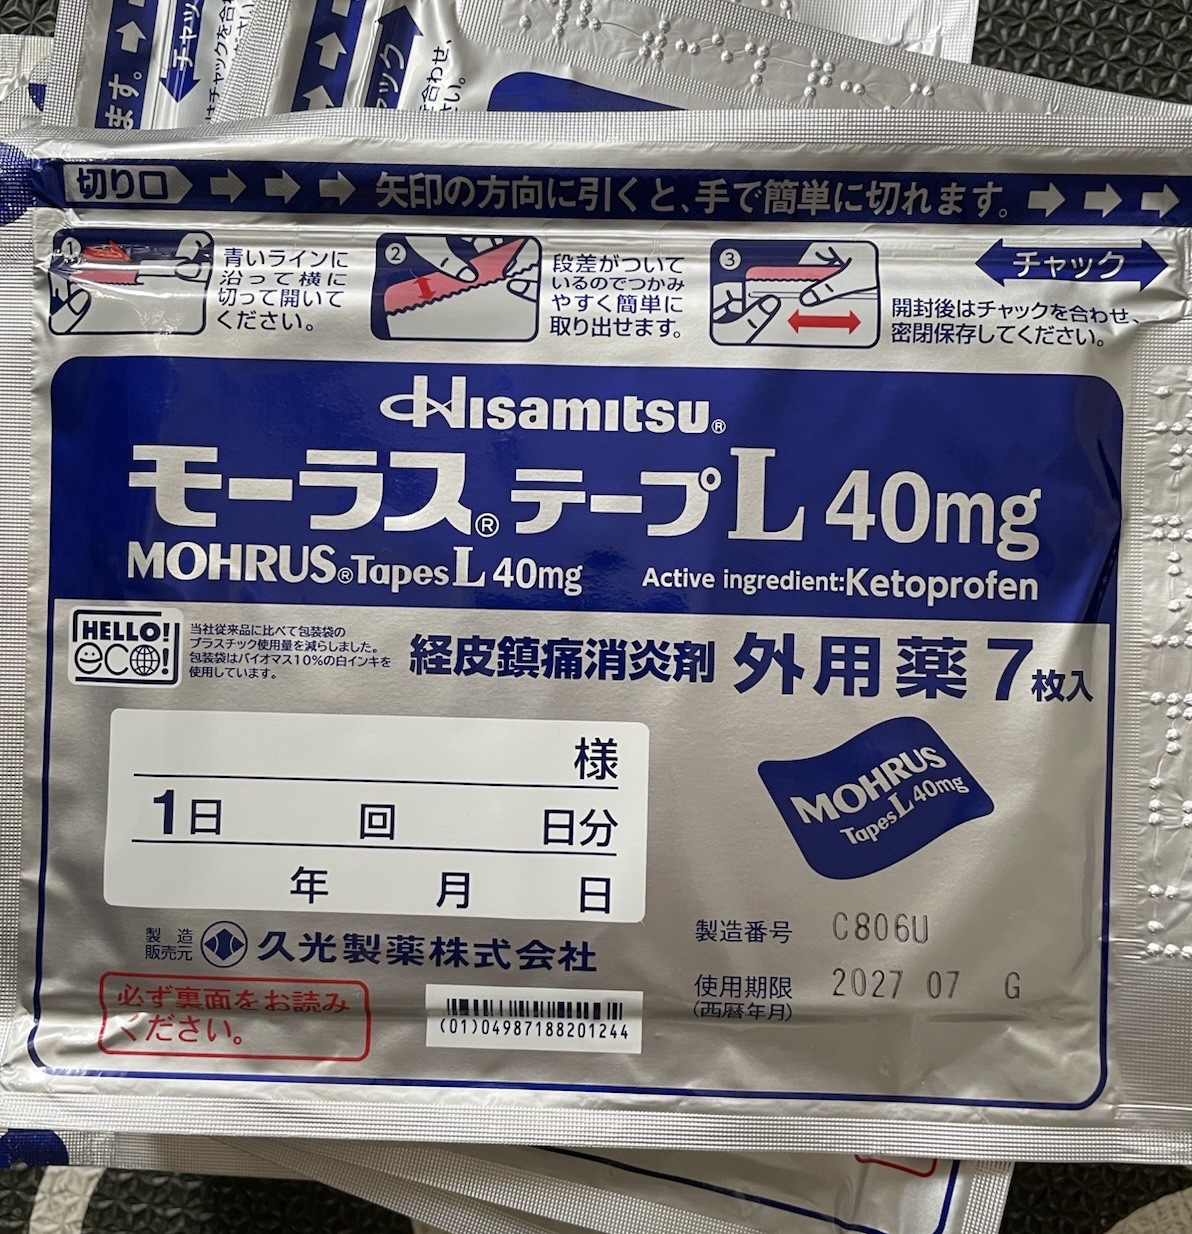 ます。
チャック
切り口 矢印の方向に引くと、手で簡単に切れます。
1
青いラインに
沿って横に
切って開いて
ください。
2
段差がついて
いるのでつかみ
やすく簡単に
取り出せます。
3
チャック
開封後はチャックを合わせ、
密閉保存してください。
Hisamitsu®
モーラス®テープL 40mg
MOHRUS®Tapes L 40mg
Active ingredient:Ketoprofen
HELLO!
eco!
当社従来品に比べて包装袋の
プラスチック使用量を減らしました。
包装袋はバイオマス10%の白インキを
使用しています。
経皮鎮痛消炎剤 外用薬 7枚入
様
1日 回 日分
年 月 日
MOHRUS
Tapes L 40mg
製造
販売元 久光製薬株式会社
製造番号 C806U
使用期限 2027 07 G
(西暦年月)
必ず裏面をお読み
ください。
(01)04987188201244